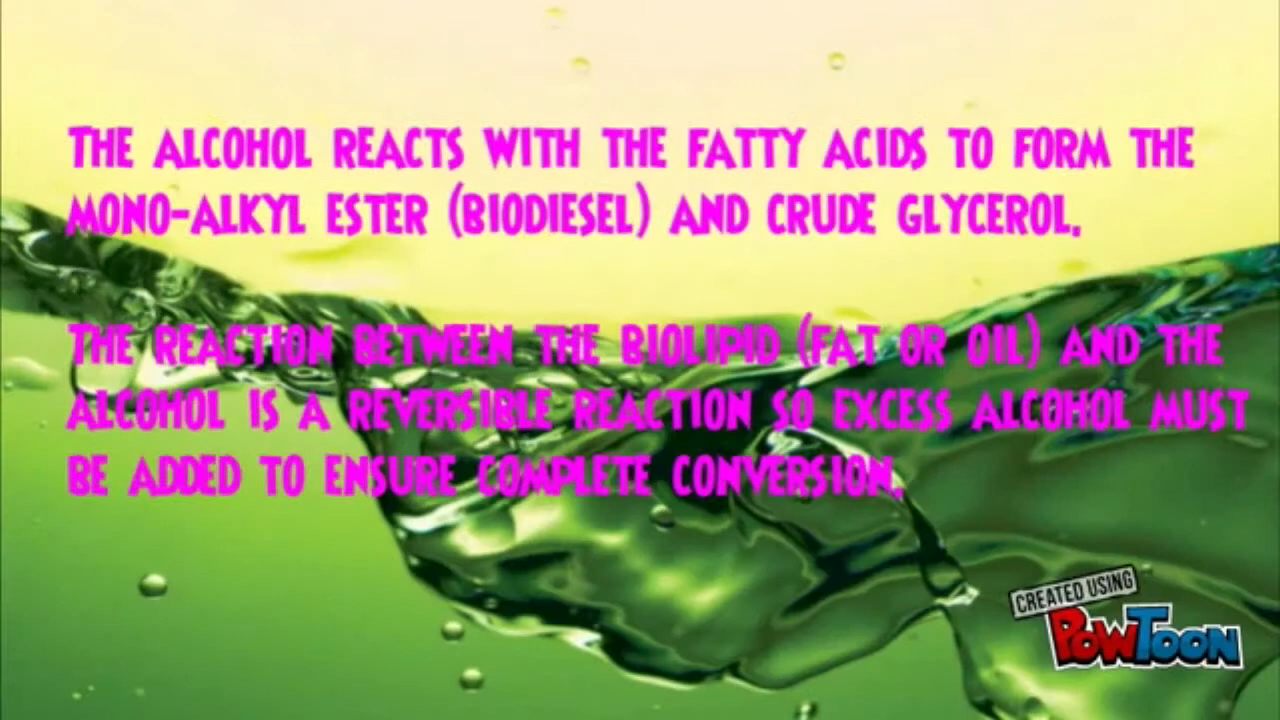 THE ALCOHOL REACTS WITH THE FATTY ACIDS TO FORM THE
MONO-ALKYL ESTER (BIODIESEL) AND CRUDE GLYCEROL.
THE REACTION BETWEEN THE BIOLIPID (FAT OR OIL) AND THE
ALCOHOL IS A REVERSIBLE REACTION SO EXCESS ALCOHOL MUST
BE ADDED TO ENSURE COMPLETE CONVERSION.
CREATED USING
POWTOON